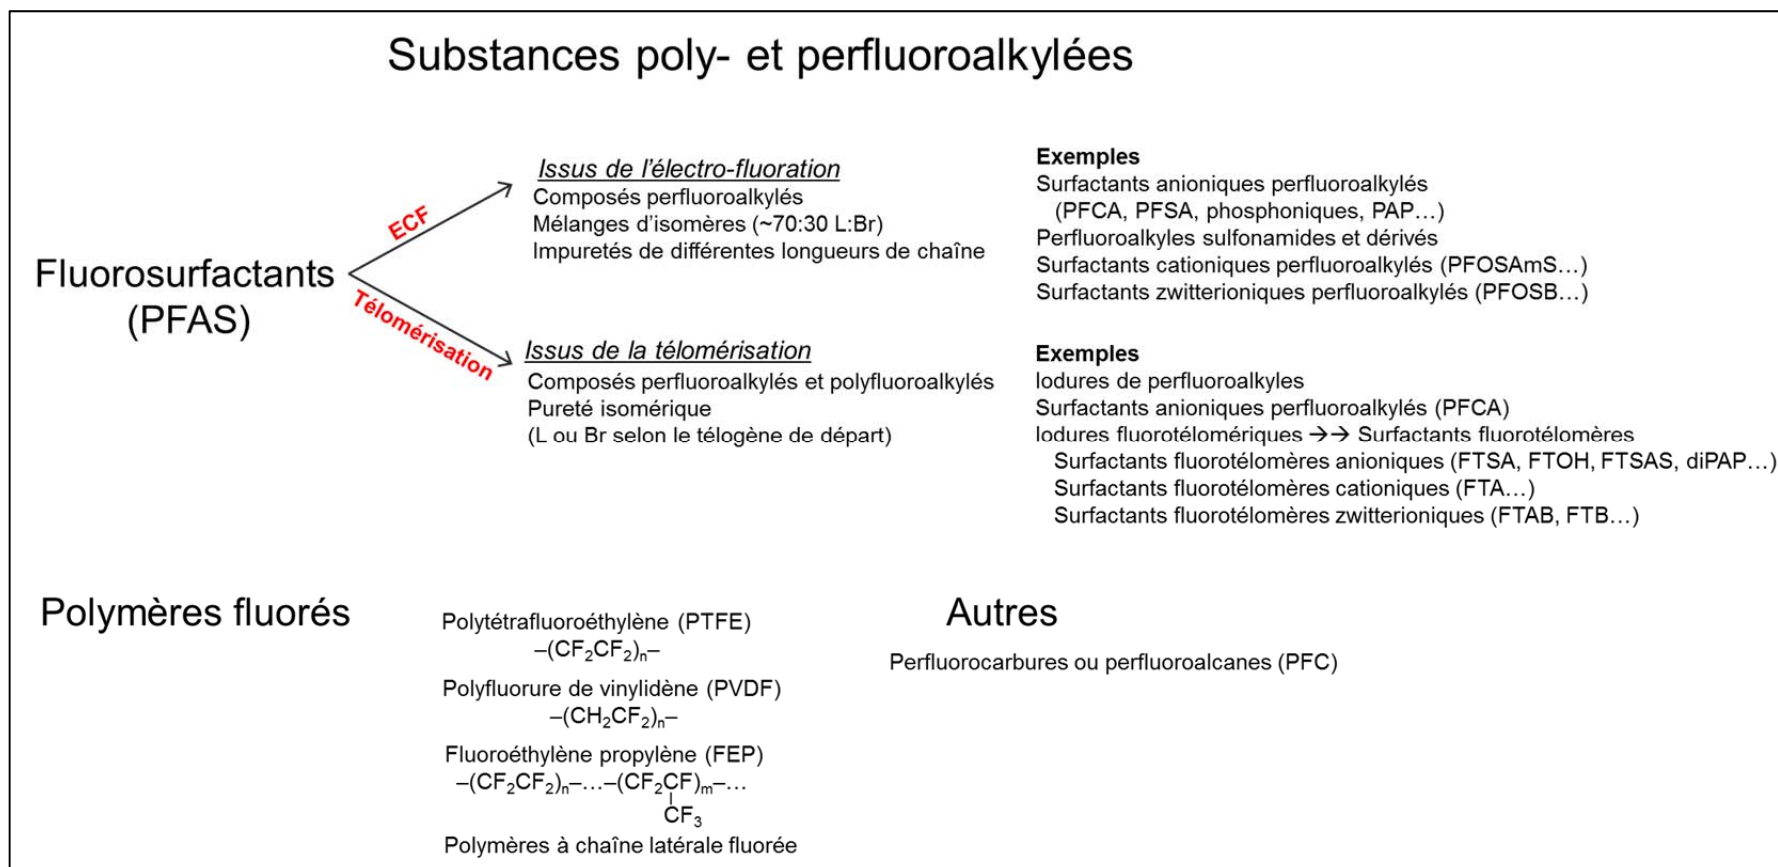 Substances poly- et perfluoroalkylées
Fluorosurfactants
(PFAS)
ECF
Télomérisation
Issus de l'électro-fluoration
Composés perfluoroalkylés
Mélanges d'isomères (~70:30 L:Br)
Impuretés de différentes longueurs de chaîne
Exemples
Surfactants anioniques perfluoroalkylés
(PFCA, PFSA, phosphoniques, PAP…)
Perfluoroalkyles sulfonamides et dérivés
Surfactants cationiques perfluoroalkylés (PFOSAmS…)
Surfactants zwitterioniques perfluoroalkylés (PFOSB…)
Issus de la télomérisation
Composés perfluoroalkylés et polyfluoroalkylés
Pureté isomérique
(L ou Br selon le télogène de départ)
Exemples
Iodures de perfluoroalkyles
Surfactants anioniques perfluoroalkylés (PFCA)
Iodures fluorotélomériques →→ Surfactants fluorotélomères
Surfactants fluorotélomères anioniques (FTSA, FTOH, FTSAS, diPAP…)
Surfactants fluorotélomères cationiques (FTA…)
Surfactants fluorotélomères zwitterioniques (FTAB, FTB…)
Polymères fluorés
Polytétrafluoroéthylène (PTFE)
–(CF₂CF₂)ₙ–
Polyfluorure de vinylidène (PVDF)
–(CH₂CF₂)ₙ–
Fluoroéthylène propylène (FEP)
–(CF₂CF₂)ₙ–…–(CF₂CF)ₘ–…
CF₃
Polymères à chaîne latérale fluorée
Autres
Perfluorocarbures ou perfluoroalcanes (PFC)